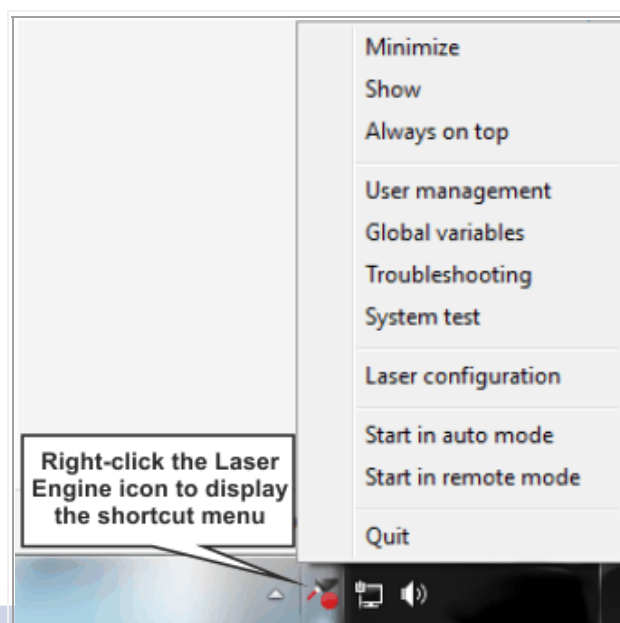 Minimize
Show
Always on top
User management
Global variables
Troubleshooting
System test
Laser configuration
Start in auto mode
Start in remote mode
Quit
Right-click the Laser
Engine icon to display
the shortcut menu